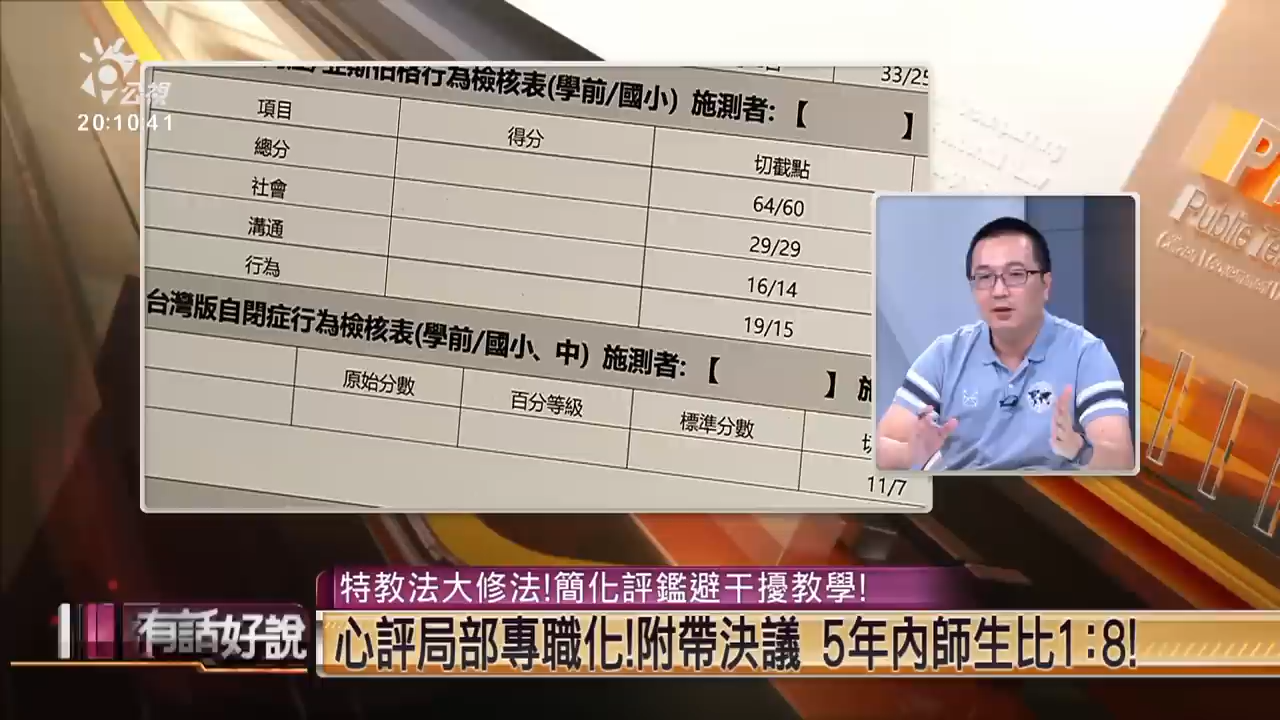 公視
20:10:41
33/25
亞斯伯格行為檢核表(學前/國小) 施測者:【 】
項目 得分 切截點
總分 64/60
社會 29/29
溝通 16/14
行為 19/15
台灣版自閉症行為檢核表(學前/國小、中) 施測者:【 】 施
原始分數 百分等級 標準分數
11/7
Public Te
特教法大修法!簡化評鑑避干擾教學!
有話好說
心評局部專職化!附帶決議 5年內師生比1:8!